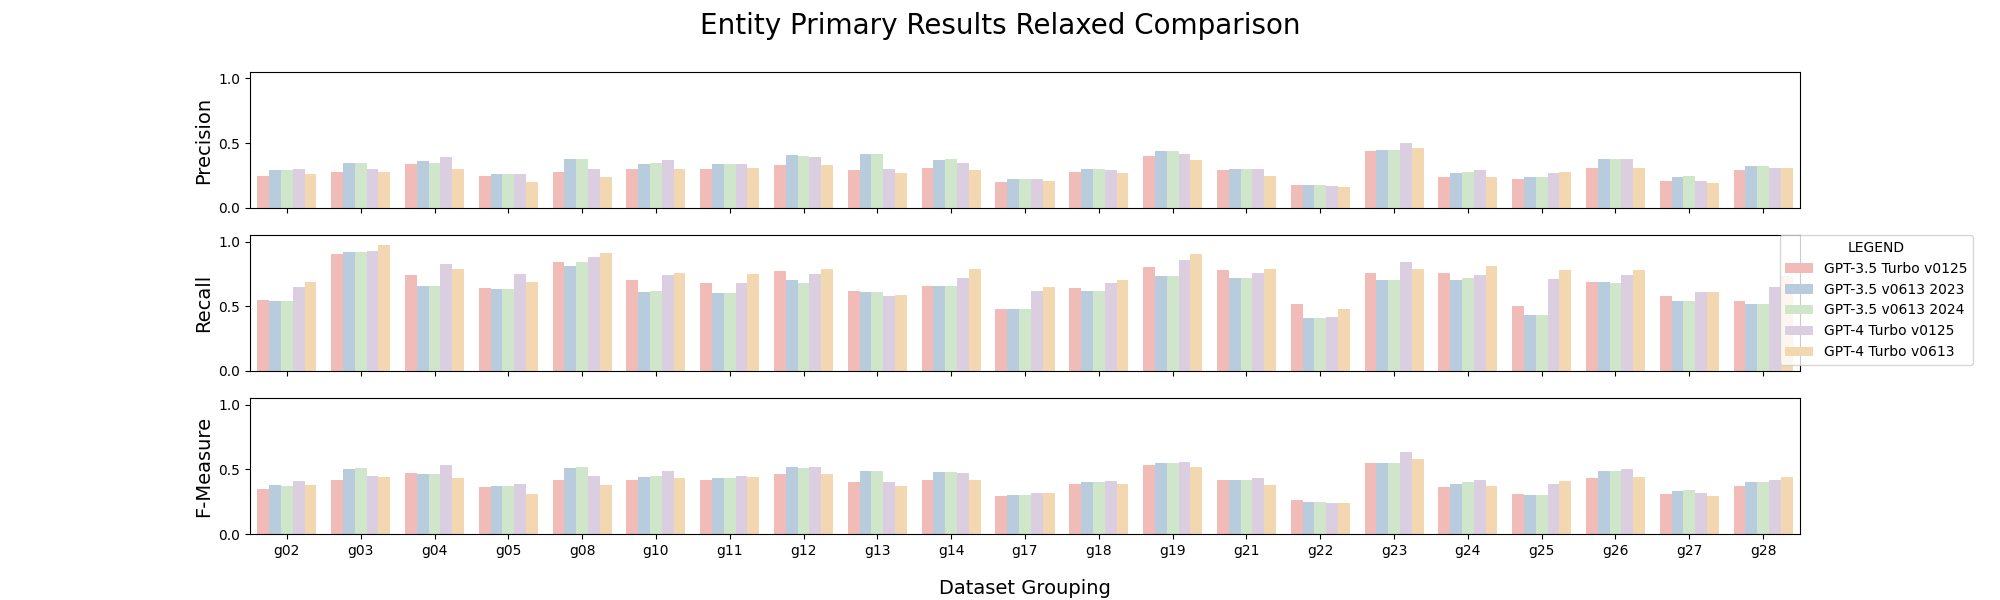 Entity Primary Results Relaxed Comparison
Precision
1.0
0.5
0.0
Recall
1.0
0.5
0.0
LEGEND
GPT-3.5 Turbo v0125
GPT-3.5 v0613 2023
GPT-3.5 v0613 2024
GPT-4 Turbo v0125
GPT-4 Turbo v0613
F-Measure
1.0
0.5
0.0
g02 g03 g04 g05 g08 g10 g11 g12 g13 g14 g17 g18 g19 g21 g22 g23 g24 g25 g26 g27 g28
Dataset Grouping